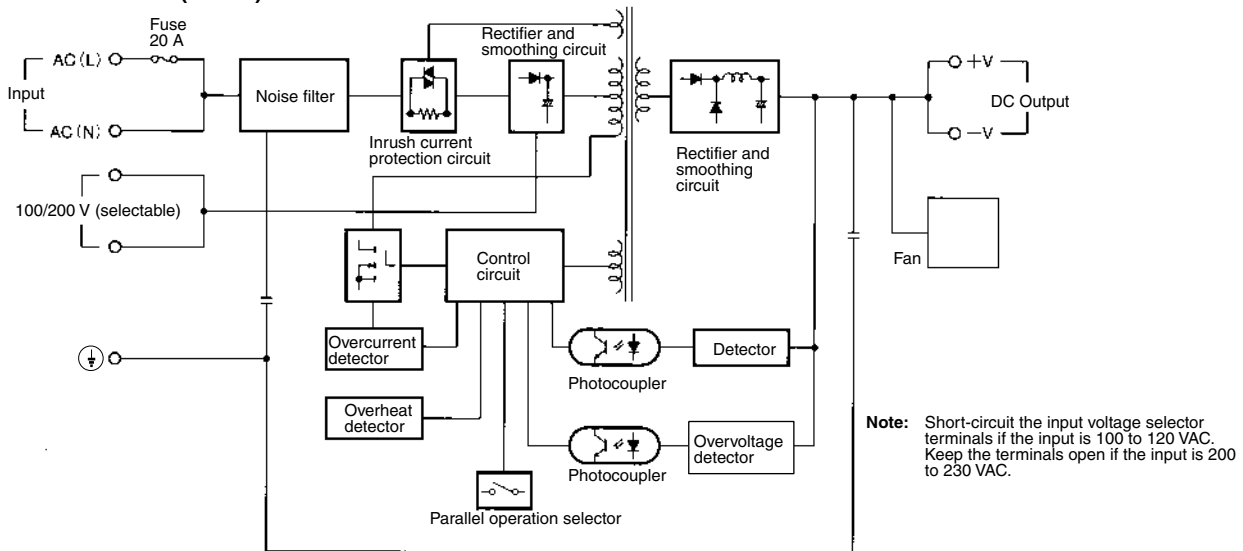 Fuse
20 A
Rectifier and
smoothing circuit
AC (L)
Input
AC (N)
Noise filter
Inrush current
protection circuit
Rectifier and
smoothing
circuit
+V
DC Output
−V
100/200 V (selectable)
Control
circuit
Fan
Overcurrent
detector
Photocoupler
Detector
Overheat
detector
Photocoupler
Overvoltage
detector
Parallel operation selector
Note: Short-circuit the input voltage selector
terminals if the input is 100 to 120 VAC.
Keep the terminals open if the input is 200
to 230 VAC.